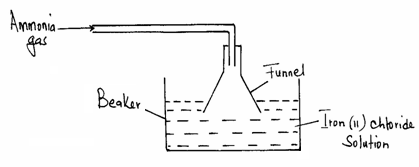 Ammonia
gas
Funnel
Beaker
Iron (II) chloride
Solution